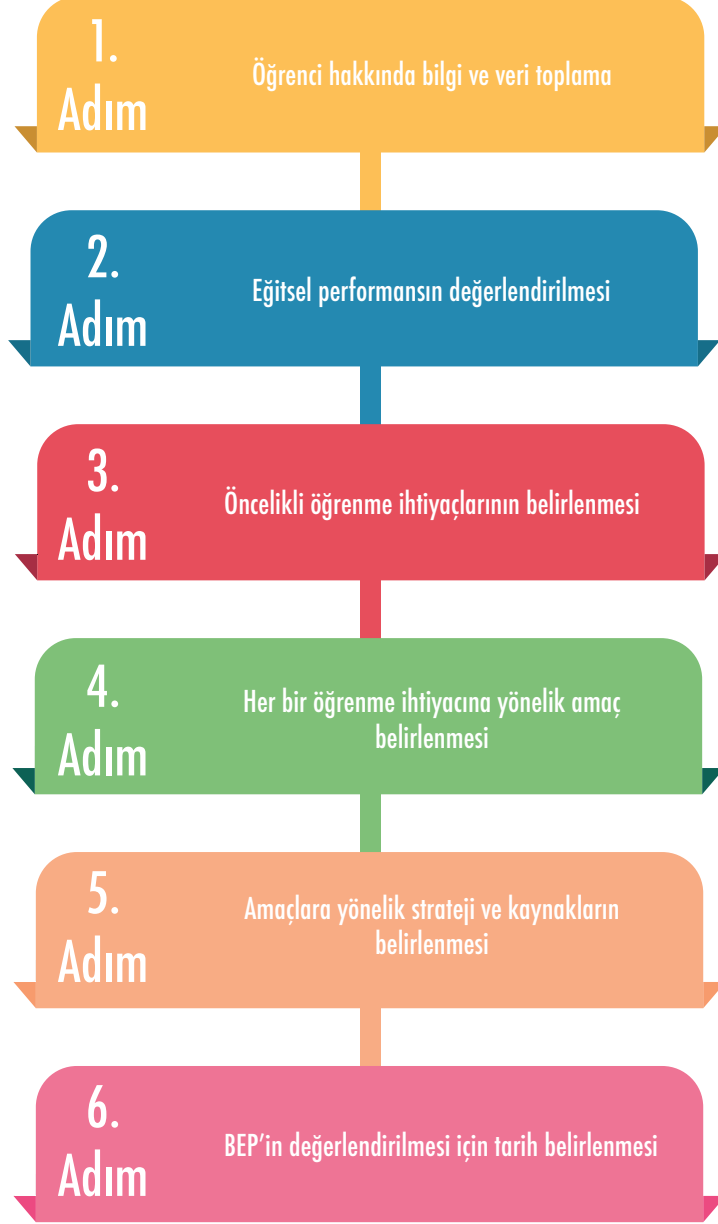 1.
Adım
Öğrenci hakkında bilgi ve veri toplama
2.
Adım
Eğitsel performansın değerlendirilmesi
3.
Adım
Öncelikli öğrenme ihtiyaçlarının belirlenmesi
4.
Adım
Her bir öğrenme ihtiyacına yönelik amaç
belirlenmesi
5.
Adım
Amaçlara yönelik strateji ve kaynakların
belirlenmesi
6.
Adım
BEP’in değerlendirilmesi için tarih belirlenmesi